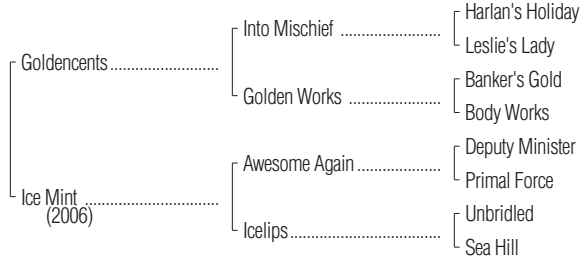 Harlan's Holiday
Into Mischief ....................
Leslie's Lady
Goldencents ......................
Banker's Gold
Golden Works ..................
Body Works
Deputy Minister
Awesome Again ................
Primal Force
Ice Mint ...........................
(2006)
Unbridled
Icelips ..............................
Sea Hill